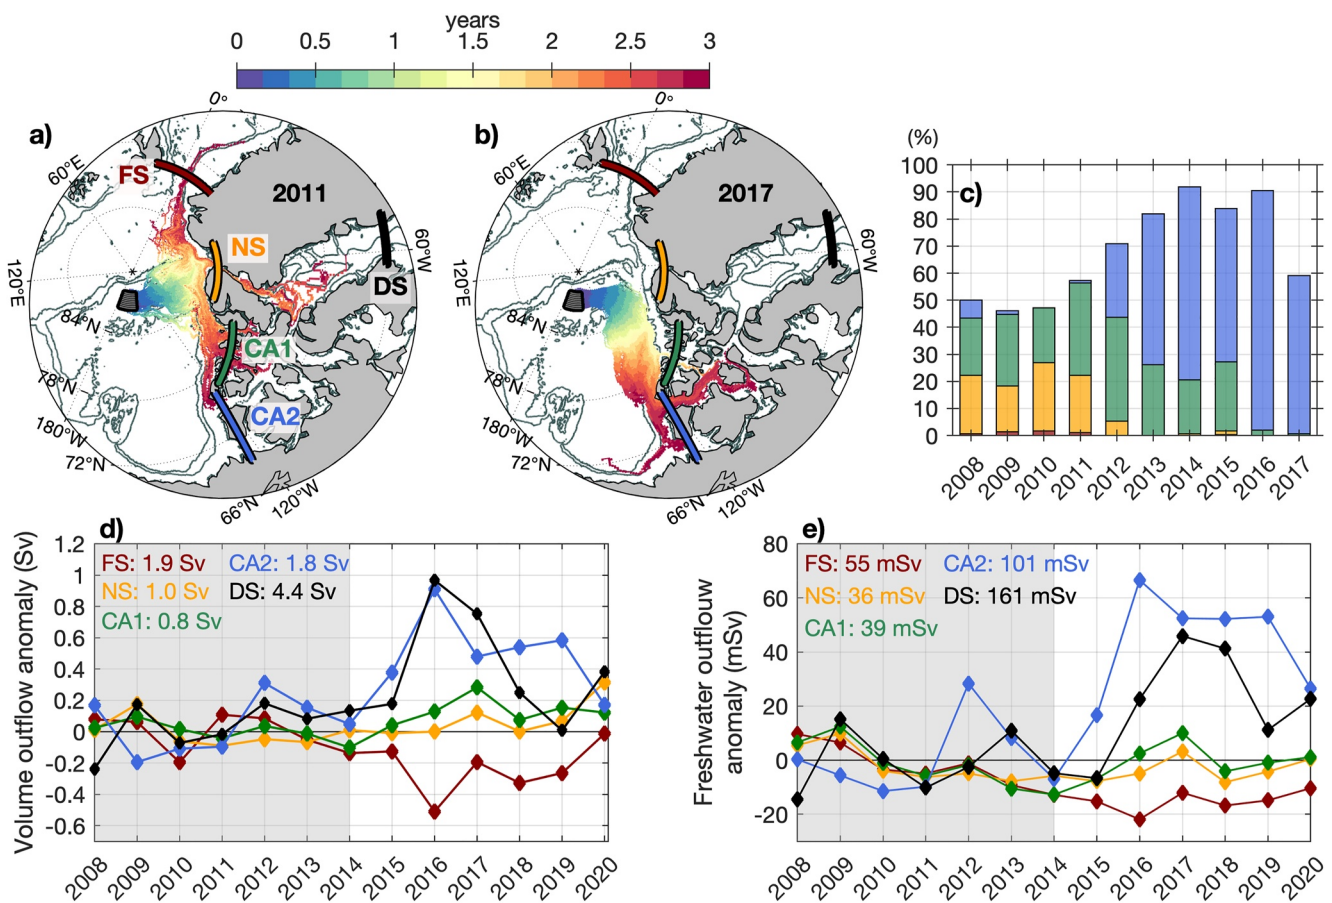 years
0 0.5 1 1.5 2 2.5 3
a)
0°
60°E
FS
2011
NS
60°W
DS
120°E
84°N
CA1
78°N
CA2
180°W
72°N
66°N
120°W
b)
0°
60°E
2017
60°W
120°E
84°N
78°N
180°W
72°N
66°N
120°W
(%)
c)
100
90
80
70
60
50
40
30
20
10
0
2008 2009 2010 2011 2012 2013 2014 2015 2016 2017
d)
Volume outflow anomaly (Sv)
1.2
1
0.8
0.6
0.4
0.2
0
-0.2
-0.4
-0.6
FS: 1.9 Sv CA2: 1.8 Sv
NS: 1.0 Sv DS: 4.4 Sv
CA1: 0.8 Sv
2008 2009 2010 2011 2012 2013 2014 2015 2016 2017 2018 2019 2020
e)
Freshwater outflouw
anomaly (mSv)
80
60
40
20
0
-20
FS: 55 mSv CA2: 101 mSv
NS: 36 mSv DS: 161 mSv
CA1: 39 mSv
2008 2009 2010 2011 2012 2013 2014 2015 2016 2017 2018 2019 2020